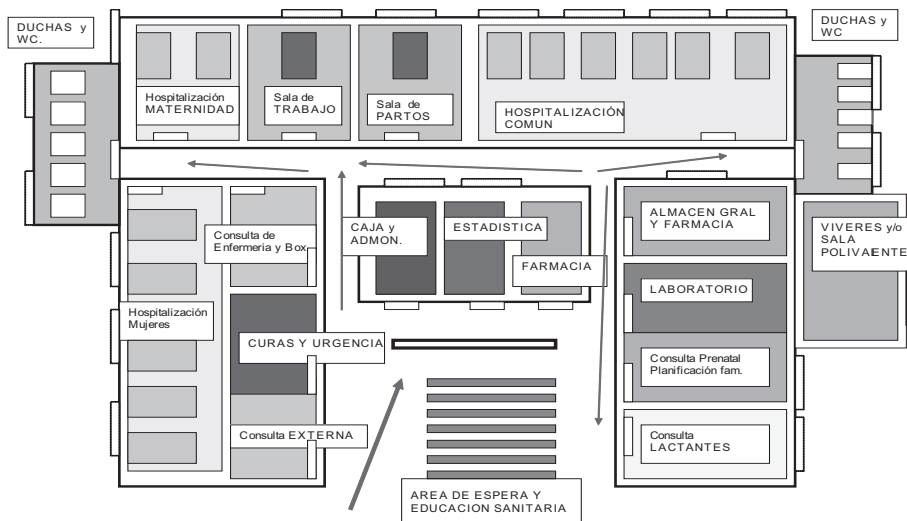 DUCHAS y
WC.
DUCHAS y
WC
Hospitalización
MATERNIDAD
Sala de
TRABAJO
Sala de
PARTOS
HOSPITALIZACIÓN
COMUN
Consulta de
Enfermeria y Box
CAJA y
ADMON.
ESTADISTICA
FARMACIA
ALMACEN GRAL
Y FARMACIA
VIVERES y/o
SALA
POLIVALENTE
LABORATORIO
Hospitalización
Mujeres
CURAS Y URGENCIA
Consulta Prenatal
Planificación fam.
Consulta EXTERNA
Consulta
LACTANTES
AREA DE ESPERA Y
EDUCACION SANITARIA